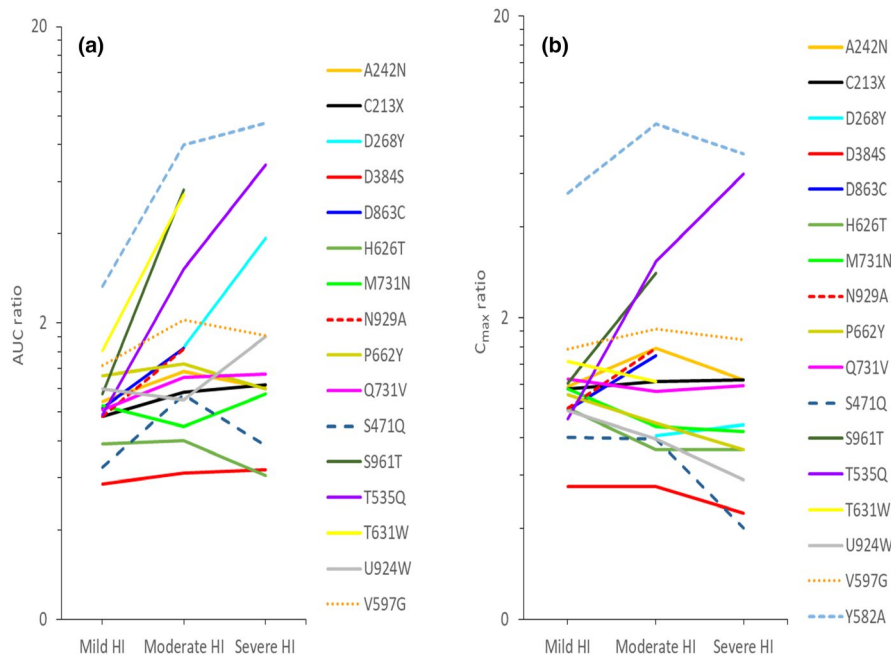 20
(a)
2
0
AUC ratio
Mild HI Moderate HI Severe HI
A242N
C213X
D268Y
D384S
D863C
H626T
M731N
N929A
P662Y
Q731V
S471Q
S961T
T535Q
T631W
U924W
V597G
20
(b)
2
0
Cmax ratio
Mild HI Moderate HI Severe HI
A242N
C213X
D268Y
D384S
D863C
H626T
M731N
N929A
P662Y
Q731V
S471Q
S961T
T535Q
T631W
U924W
V597G
Y582A